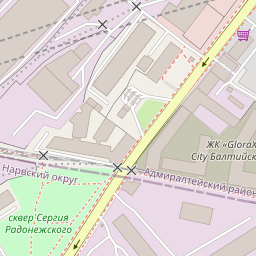 ЖК «GloraX
City Балтийск
Нарвский округ
Адмиралтейский район
сквер Сергия
Радонежского